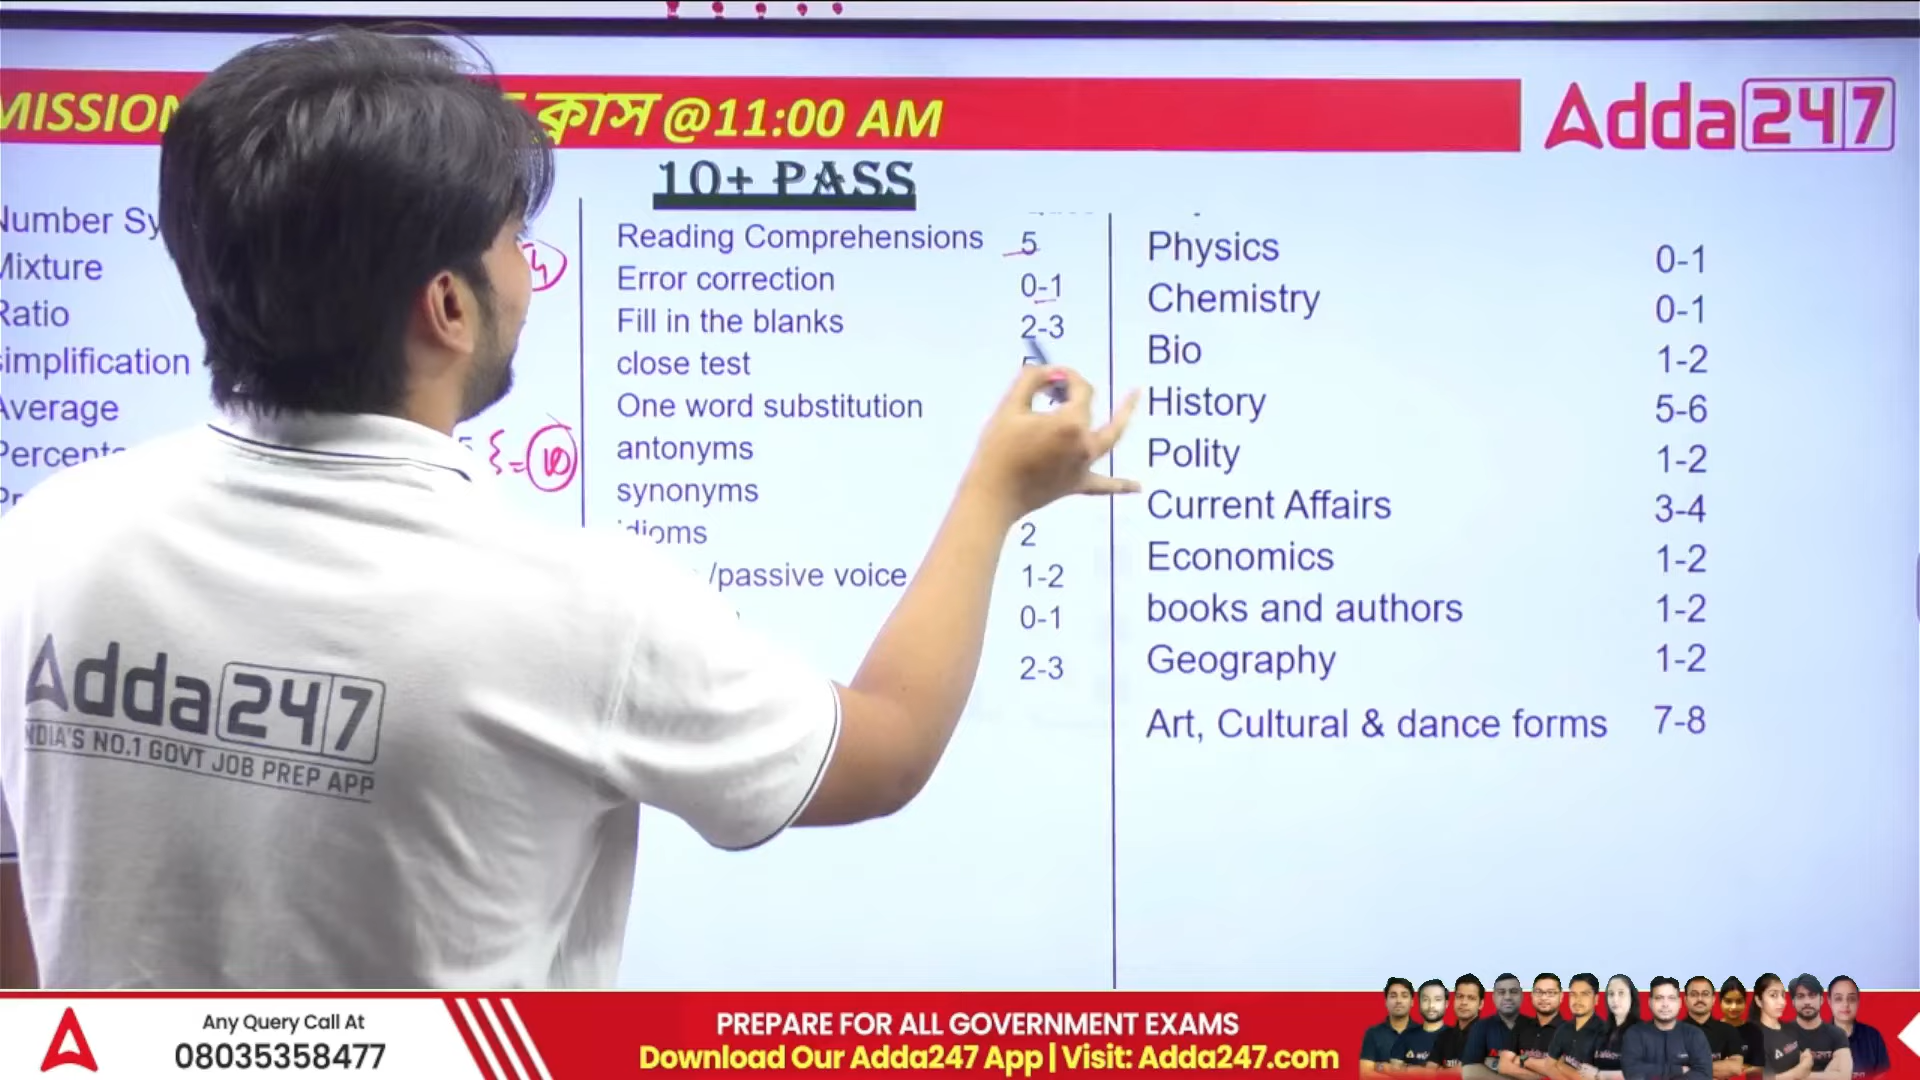 MISSION ক্লাস @11:00 AM
Adda247
10+ PASS
Number
Mixture
Ratio
simplification
Average
= 10
Reading Comprehensions 5
Error correction 0-1
Fill in the blanks 2-3
close test
One word substitution
antonyms
synonyms
idioms 2
/passive voice 1-2
0-1
2-3
Physics 0-1
Chemistry 0-1
Bio 1-2
History 5-6
Polity 1-2
Current Affairs 3-4
Economics 1-2
books and authors 1-2
Geography 1-2
Art, Cultural & dance forms 7-8
Adda247
INDIA'S NO.1 GOVT JOB PREP APP
Any Query Call At
08035358477
PREPARE FOR ALL GOVERNMENT EXAMS
Download Our Adda247 App | Visit: Adda247.com